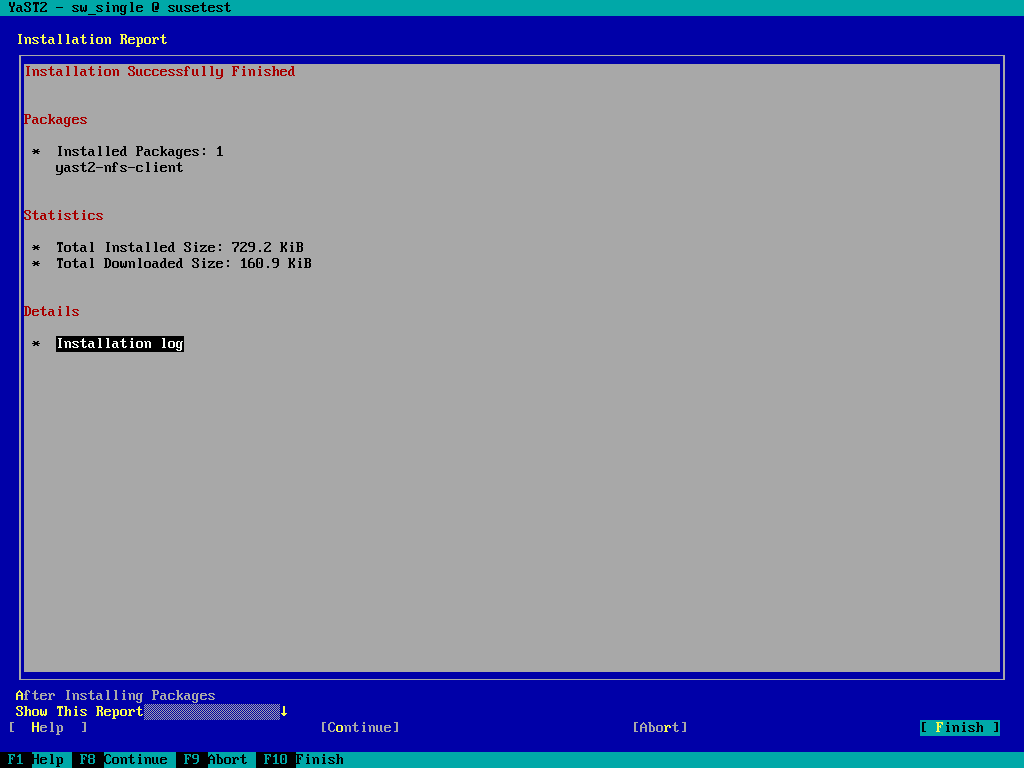 YaST2 - sw_single @ susetest
Installation Report
Installation Successfully Finished
Packages
* Installed Packages: 1
yast2-nfs-client
Statistics
* Total Installed Size: 729.2 KiB
* Total Downloaded Size: 160.9 KiB
Details
* Installation log
After Installing Packages
Show This Report↓
[ Help ] [Continue] [Abort] [ Finish ]
F1 Help F8 Continue F9 Abort F10 Finish